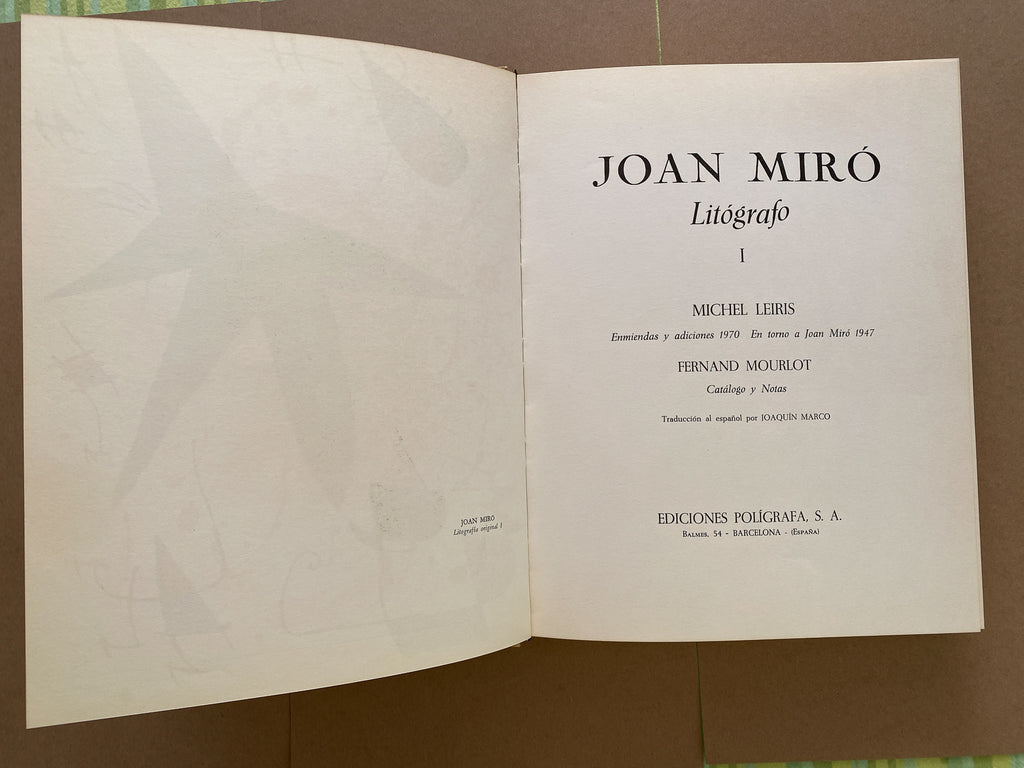 JOAN MIRÓ
Litografía original I
JOAN MIRÓ
Litógrafo
I
MICHEL LEIRIS
Enmiendas y adiciones 1970 En torno a Joan Miró 1947
FERNAND MOURLOT
Catálogo y Notas
Traducción al español por JOAQUÍN MARCO
EDICIONES POLÍGRAFA, S. A.
BALMES, 54 - BARCELONA - (ESPAÑA)